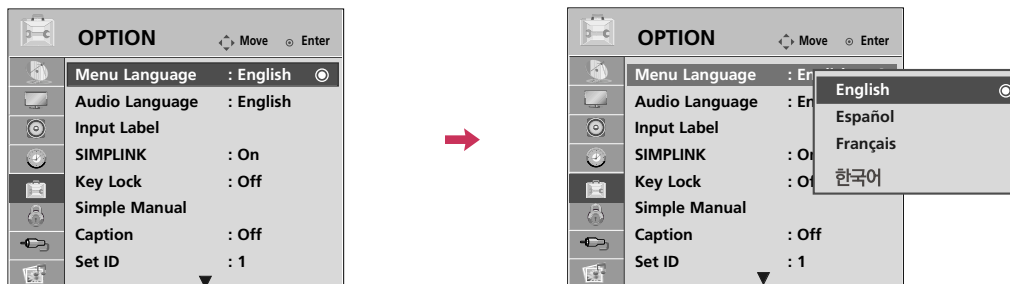 OPTION Move Enter
Menu Language : English
Audio Language : English
Input Label
SIMPLINK : On
Key Lock : Off
Simple Manual
Caption : Off
Set ID : 1
OPTION Move Enter
Menu Language
Audio Language
Input Label
SIMPLINK
Key Lock
Simple Manual
Caption : Off
Set ID : 1
English
Español
Français
한국어